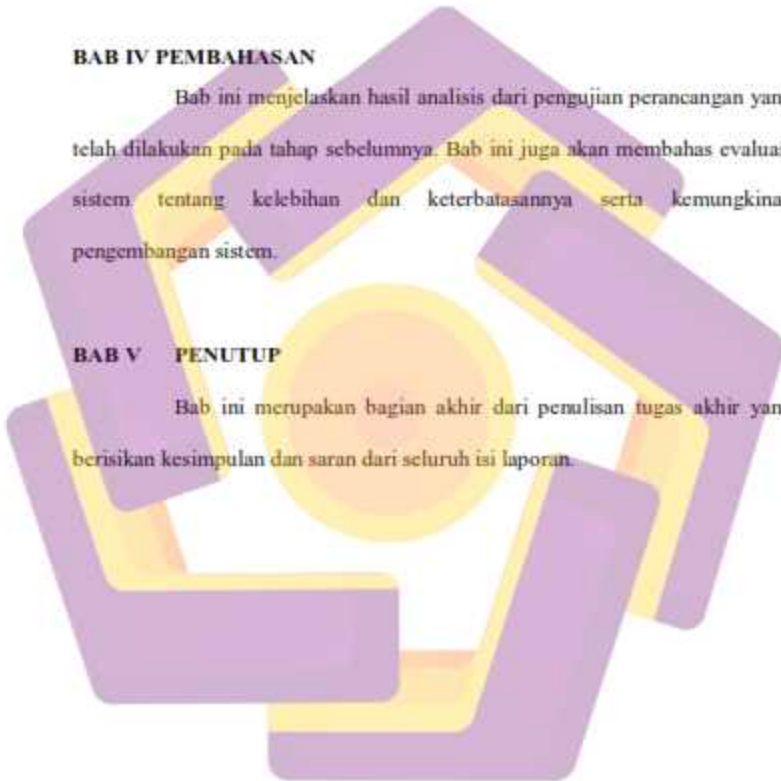 BAB IV PEMBAHASAN
Bab ini menjelaskan hasil analisis dari pengujian perancangan yan
telah dilakukan pada tahap sebelumnya. Bab ini juga akan membahas evalua
sistem tentang kelebihan dan keterbatasannya serta kemungkina
pengembangan sistem.
BAB V PENUTUP
Bab ini merupakan bagian akhir dari penulisan tugas akhir yan
berisikan kesimpulan dan saran dari seluruh isi laporan.